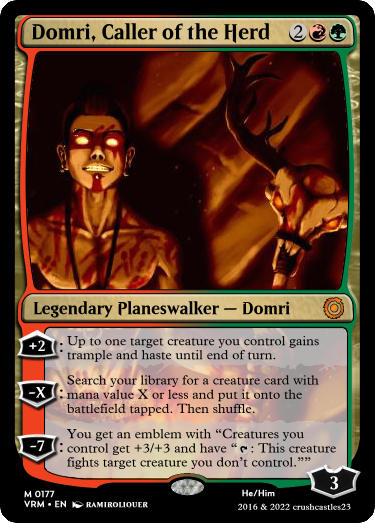 Domri, Caller of the Herd 2
Legendary Planeswalker — Domri
+2: Up to one target creature you control gains
trample and haste until end of turn.
-X: Search your library for a creature card with
mana value X or less and put it onto the
battlefield tapped. Then shuffle.
-7: You get an emblem with “Creatures you
control get +3/+3 and have “: This creature
fights target creature you don’t control.””
3
M 0177 He/Him
VRM • EN RAMIROLIOUER 2016 & 2022 crushcastles23